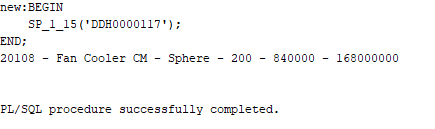 new:BEGIN
    SP_1_15('DDH0000117');
END;
20108 - Fan Cooler CM - Sphere - 200 - 840000 - 168000000
PL/SQL procedure successfully completed.